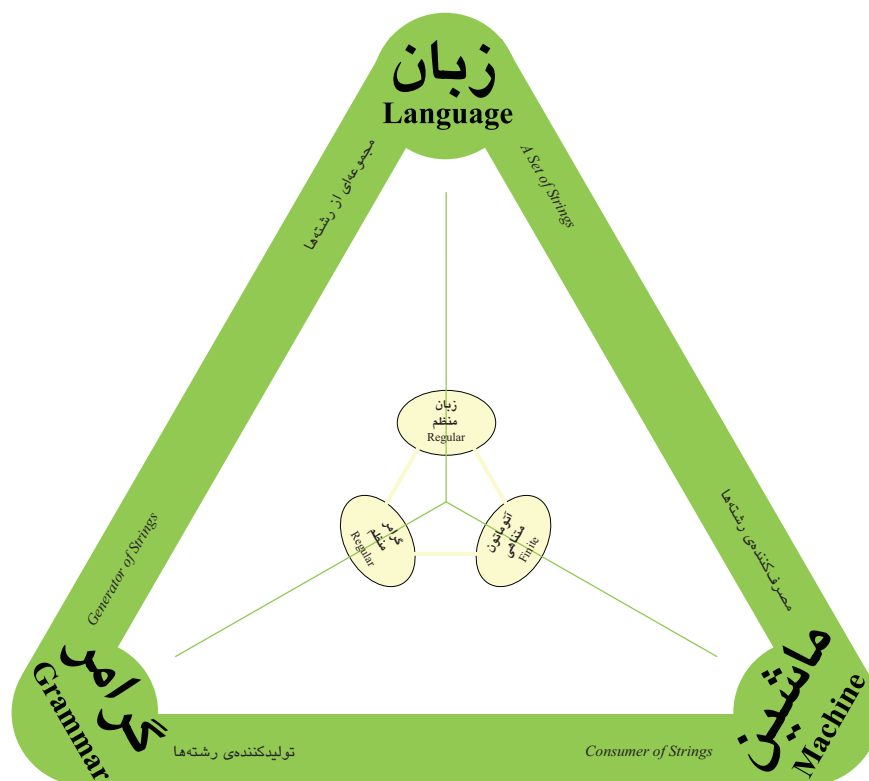 زبان
Language
مجموعه‌ای از رشته‌ها
A Set of Strings
زبان
منظم
Regular
گرامر
منظم
Regular
آتوماتون
متناهی
Finite
Generator of Strings
مصرف‌کننده‌ی رشته‌ها
گرامر
Grammar
ماشین
Machine
تولیدکننده‌ی رشته‌ها
Consumer of Strings